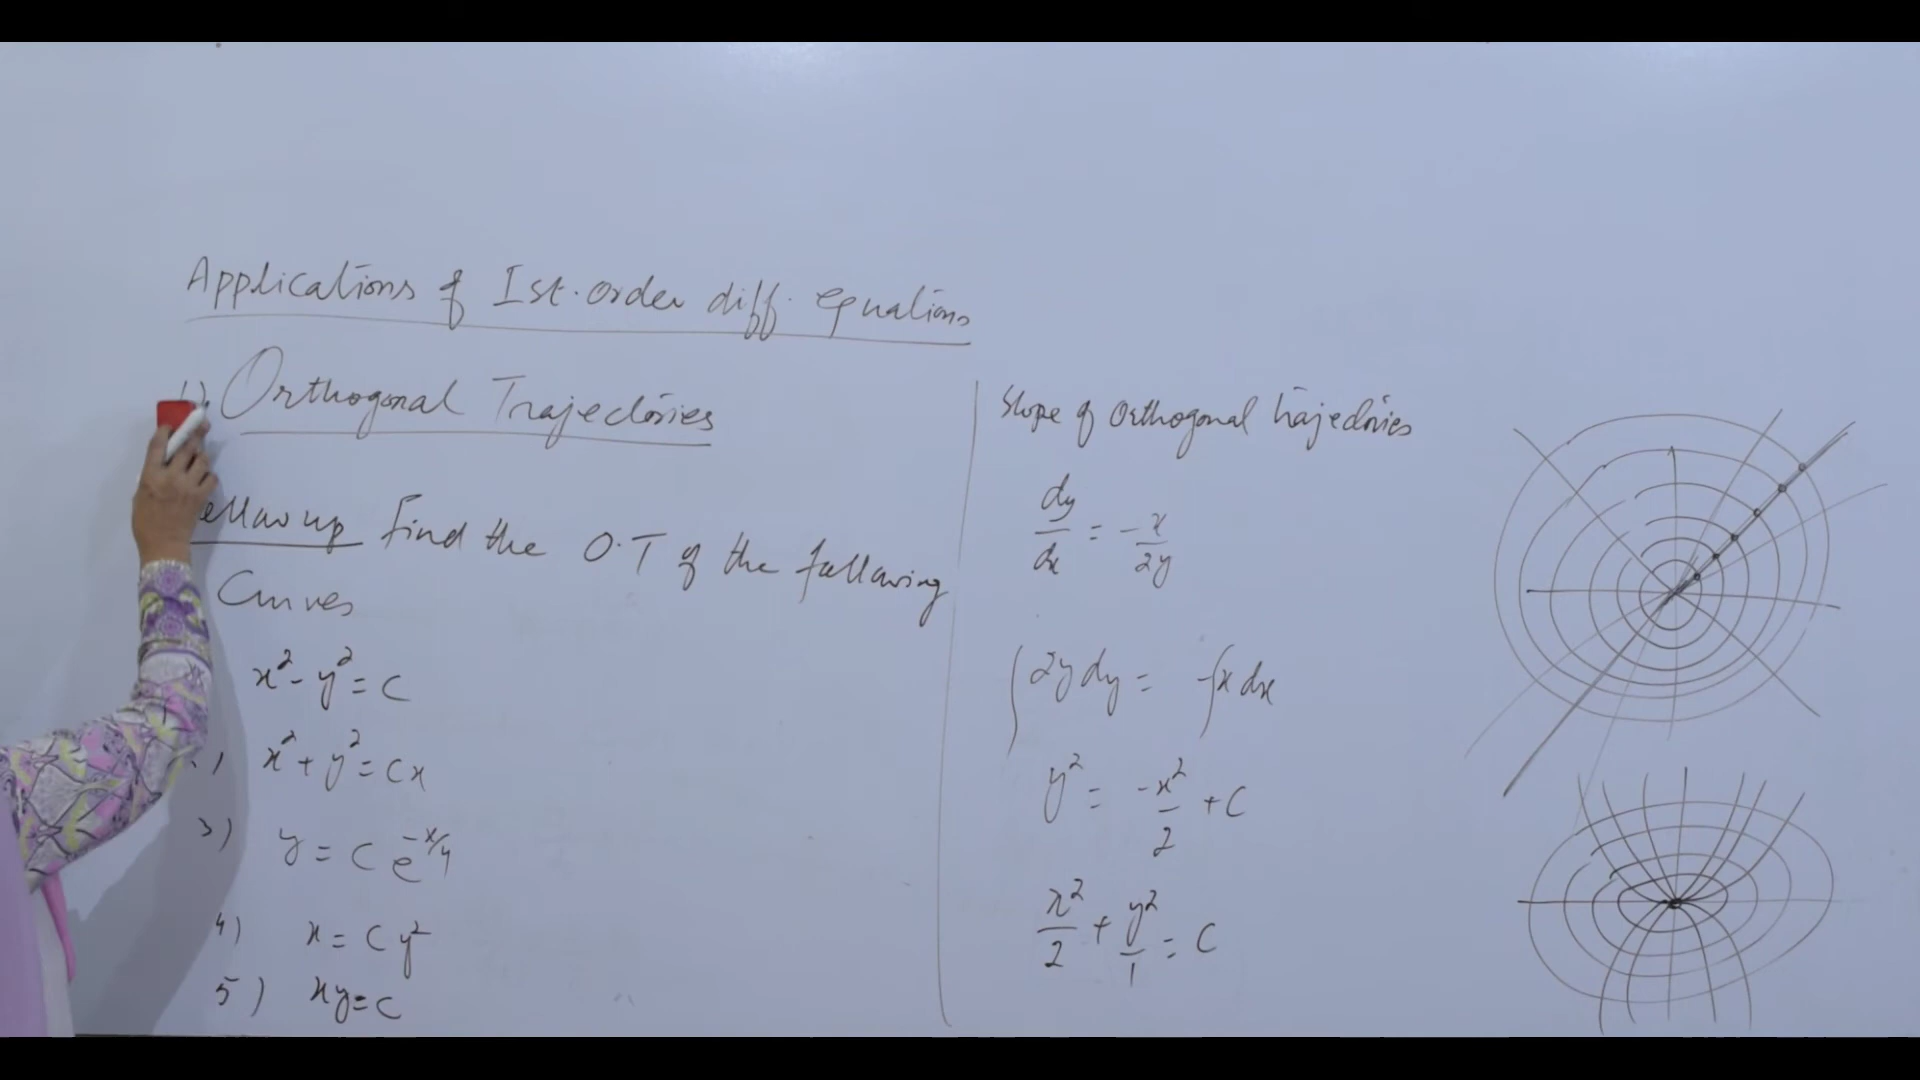 Applications of Ist. order diff. equations
1). Orthogonal Trajectories
ollow up Find the O.T of the following
Curves
x² - y² = C
) x² + y² = Cx
3) y = C e^{-x/4}
4) x = C y²
5) xy = C
Slope of Orthogonal trajectories
dy/dx = -x/2y
∫2y dy = -∫x dx
y² = -x²/2 + C
x²/2 + y²/1 = C